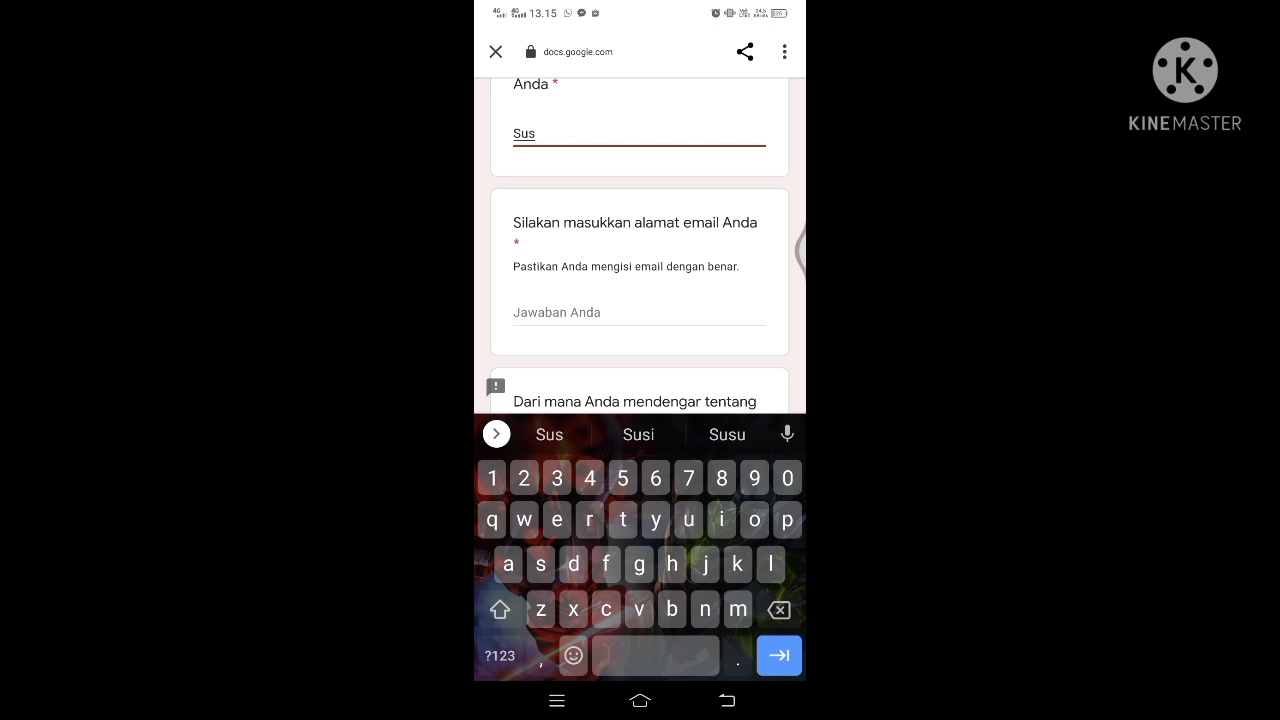 4G 4G 13.15
docs.google.com
Anda *
Sus
Silakan masukkan alamat email Anda
*
Pastikan Anda mengisi email dengan benar.
Jawaban Anda
Dari mana Anda mendengar tentang
Sus Susi Susu
1 2 3 4 5 6 7 8 9 0
q w e r t y u i o p
a s d f g h j k l
z x c v b n m
?123 , .
K
KINEMASTER